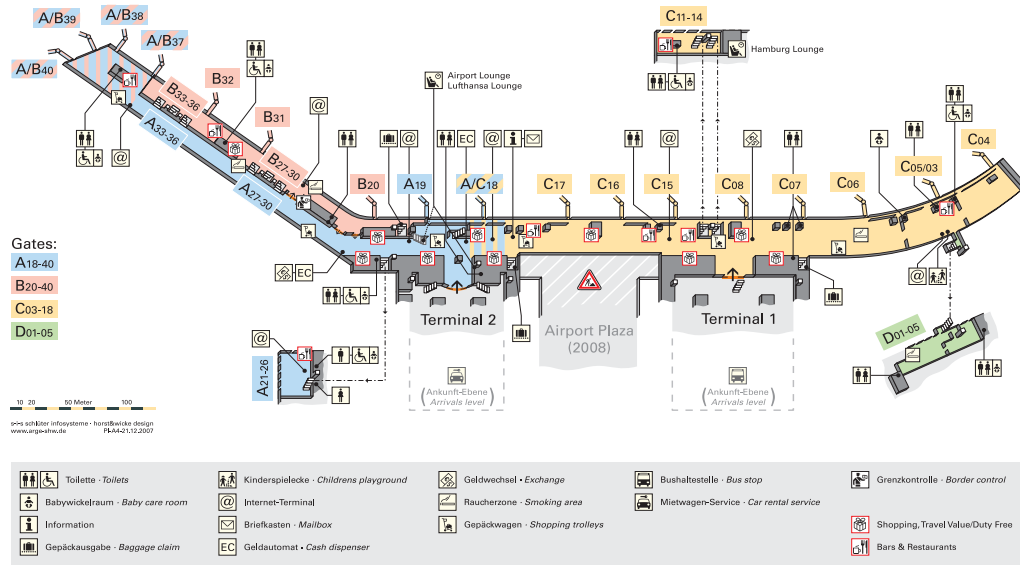 A/B39
A/B38
A/B37
A/B40
B33-36
B32
B31
A33-36
B27-30
A27-30
@
@
B20
@
A19
EC
@
A/C18
Airport Lounge
Lufthansa Lounge
C17
C16
@
C15
C11-14
Hamburg Lounge
C08
C07
C06
C05/03
C04
Gates:
A18-40
B20-40
C03-18
D01-05
EC
@
D01-05
Terminal 2
Airport Plaza
(2008)
Terminal 1
@
A21-26
(Ankunft-Ebene
Arrivals level)
(Ankunft-Ebene
Arrivals level)
10 20 50 Meter 100
s-i-s schlüter infosysteme · horst&wicke design
www.arge-shw.de PI-A4-21.12.2007
Toilette · Toilets
Kinderspielecke · Childrens playground
Geldwechsel · Exchange
Bushaltestelle · Bus stop
Grenzkontrolle · Border control
Babywickelraum · Baby care room
@ Internet-Terminal
Raucherzone · Smoking area
Mietwagen-Service · Car rental service
i Information
Briefkasten · Mailbox
Gepäckwagen · Shopping trolleys
Shopping,Travel Value/Duty Free
Gepäckausgabe · Baggage claim
EC Geldautomat · Cash dispenser
Bars & Restaurants